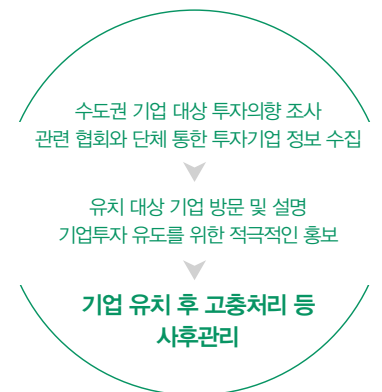 수도권 기업 대상 투자의향 조사
관련 협회와 단체 통한 투자기업 정보 수집
유치 대상 기업 방문 및 설명
기업투자 유도를 위한 적극적인 홍보
기업 유치 후 고충처리 등
사후관리